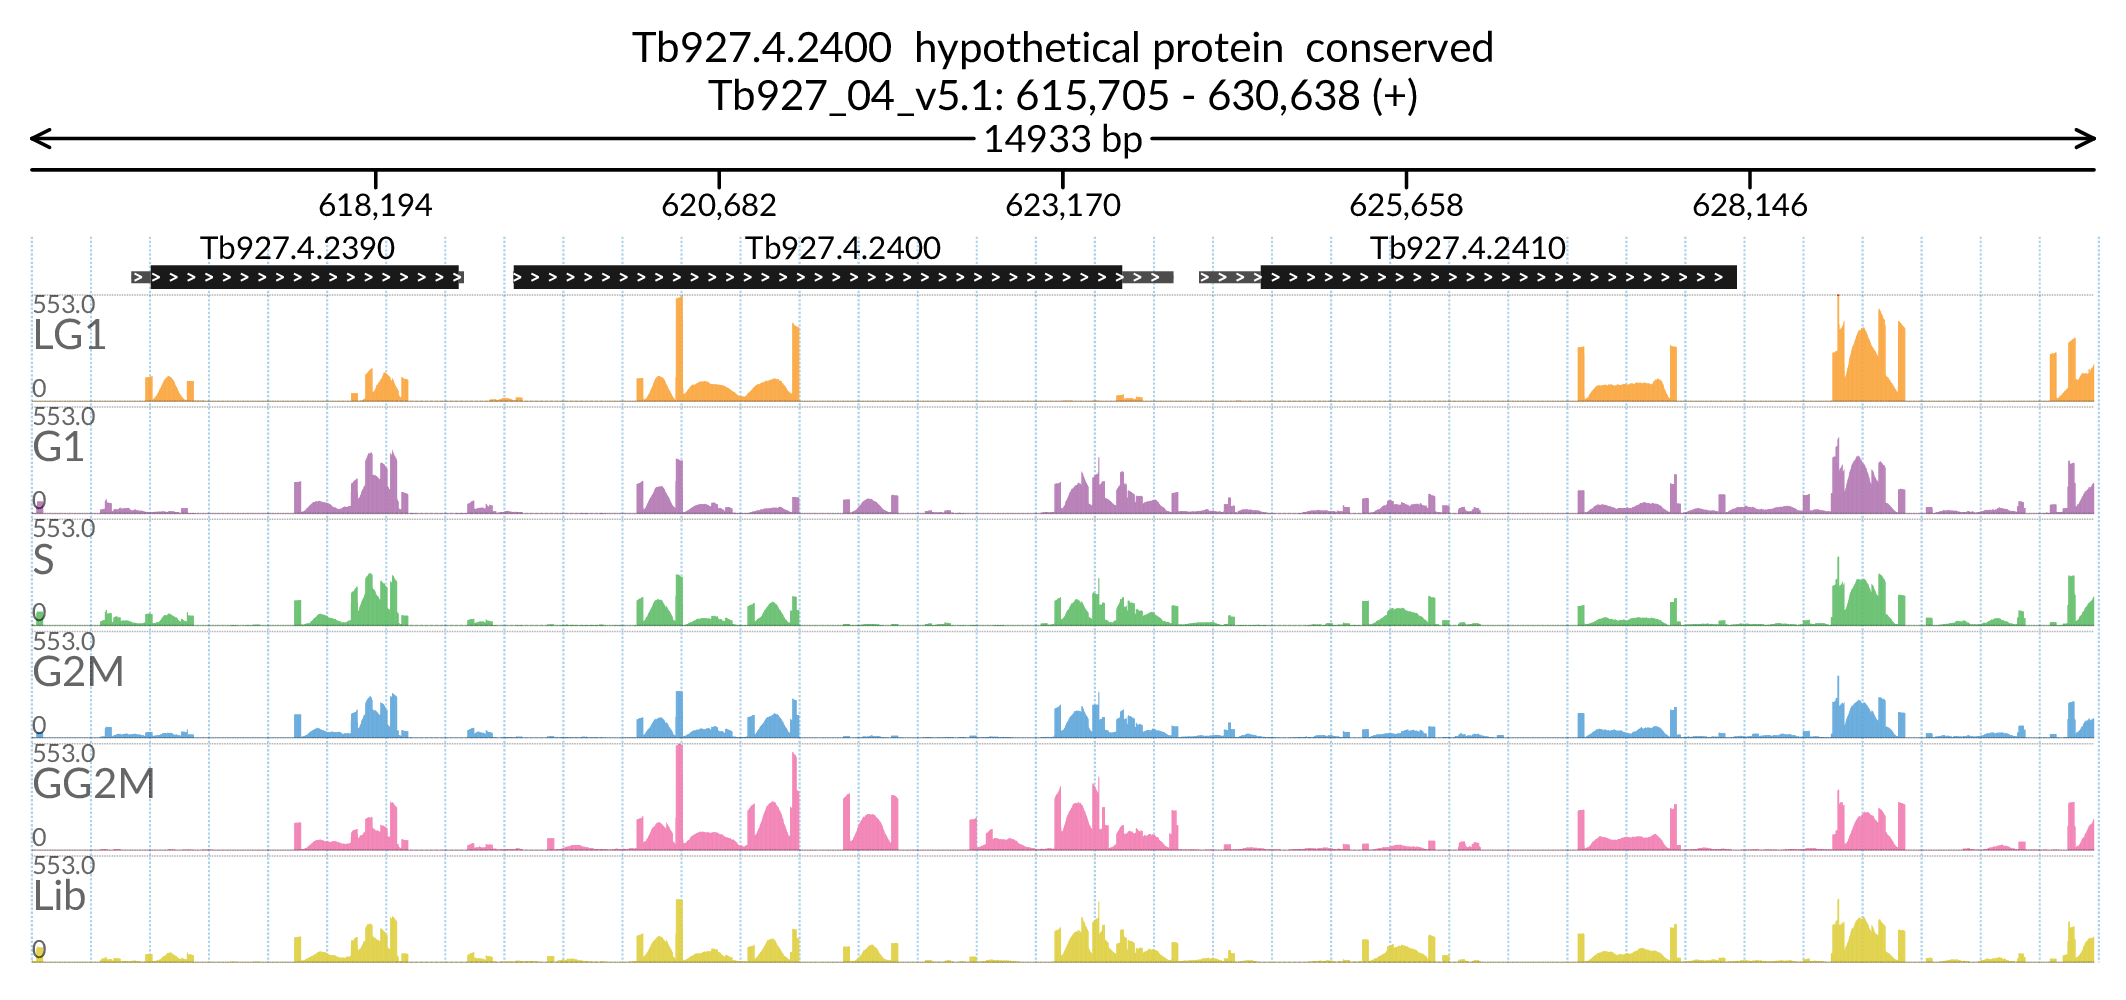 Tb927.4.2400 hypothetical protein conserved
Tb927_04_v5.1: 615,705 - 630,638 (+)
14933 bp
618,194 620,682 623,170 625,658 628,146
Tb927.4.2390 Tb927.4.2400 Tb927.4.2410
553.0
LG1
0
553.0
G1
0
553.0
S
0
553.0
G2M
0
553.0
GG2M
0
553.0
Lib
0